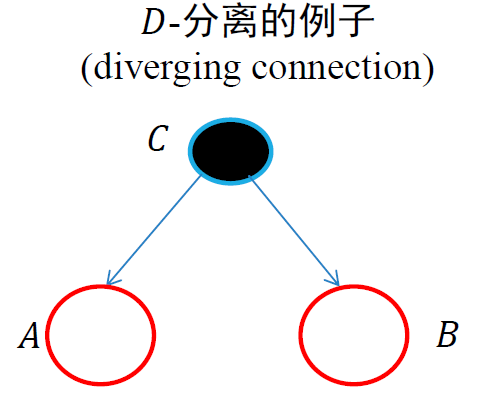 D-分离的例子
(diverging connection)
C
A
B